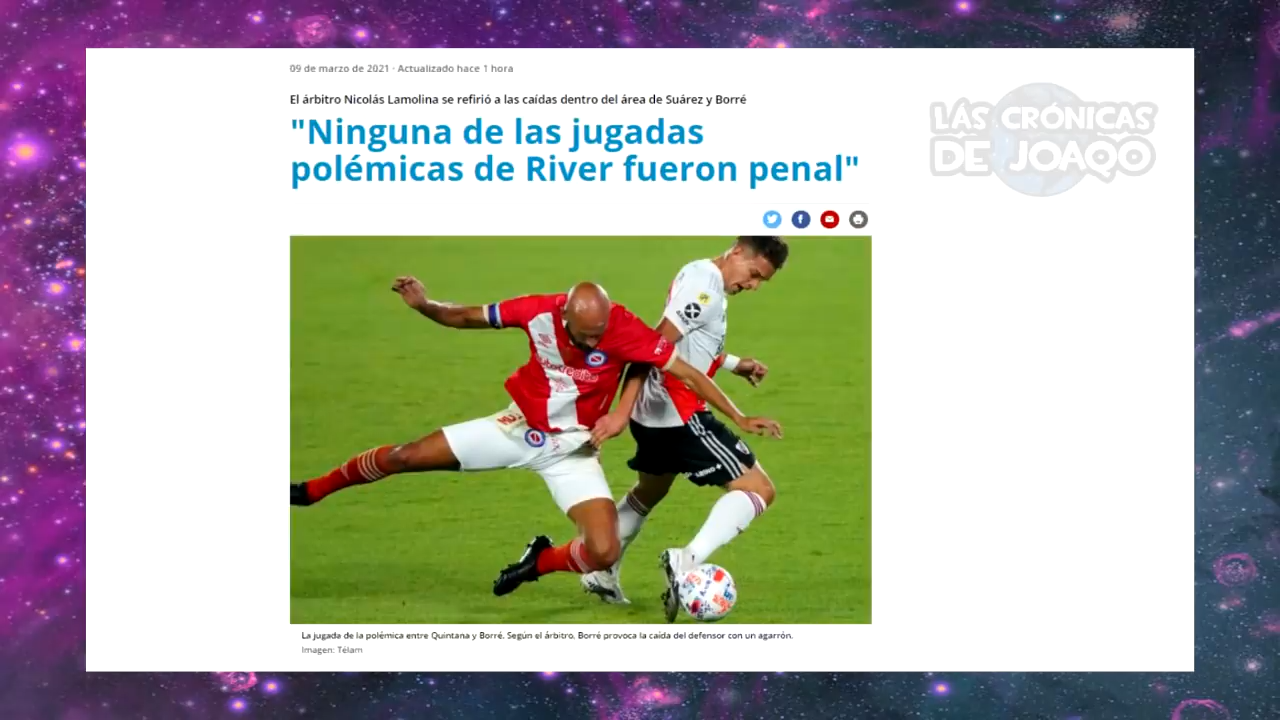 09 de marzo de 2021 · Actualizado hace 1 hora
El árbitro Nicolás Lamolina se refirió a las caídas dentro del área de Suárez y Borré
"Ninguna de las jugadas
polémicas de River fueron penal"
LAS CRÓNICAS
DE JOAQO
La jugada de la polémica entre Quintana y Borré. Según el árbitro, Borré provoca la caída del defensor con un agarrón.
Imagen: Télam